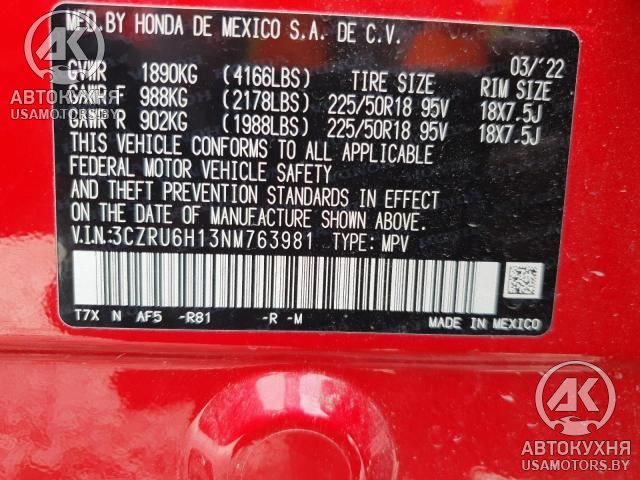 MFD.BY HONDA DE MEXICO S.A. DE C.V.
03/'22
GVWR 1890KG (4166LBS) TIRE SIZE RIM SIZE
GAWR F 988KG (2178LBS) 225/50R18 95V 18X7.5J
GAWR R 902KG (1988LBS) 225/50R18 95V 18X7.5J
THIS VEHICLE CONFORMS TO ALL APPLICABLE
FEDERAL MOTOR VEHICLE SAFETY
AND THEFT PREVENTION STANDARDS IN EFFECT
ON THE DATE OF MANUFACTURE SHOWN ABOVE.
V.I.N.:3CZRU6H13NM763981 TYPE: MPV
T7X N AF5 -R81 -R -M
MADE IN MEXICO
АК
АВТОКУХНЯ
USAMOTORS.BY
АК
АВТОКУХНЯ
USAMOTORS.BY